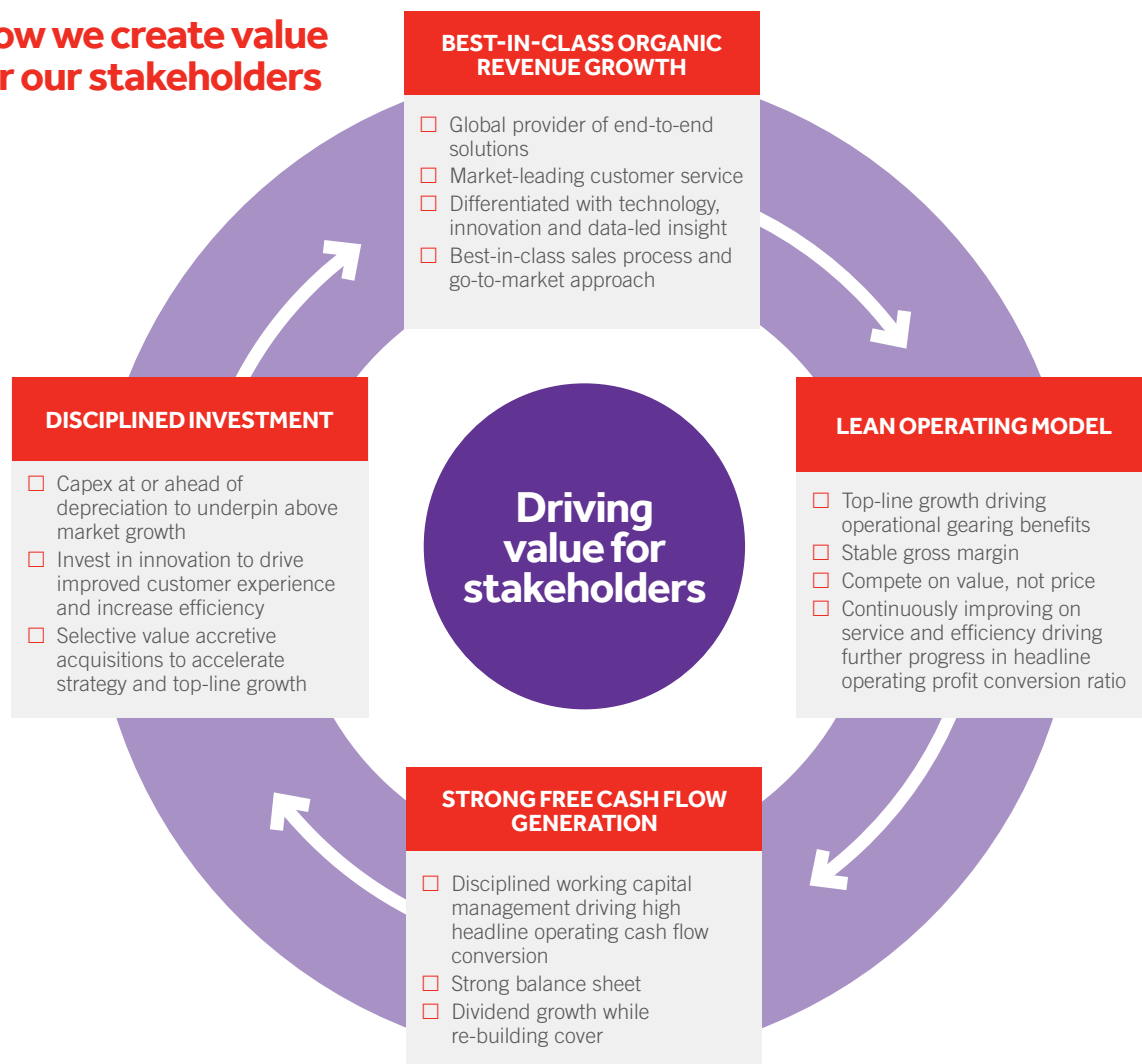 ow we create value
r our stakeholders
BEST-IN-CLASS ORGANIC
REVENUE GROWTH
Global provider of end-to-end
solutions
Market-leading customer service
Differentiated with technology,
innovation and data-led insight
Best-in-class sales process and
go-to-market approach
DISCIPLINED INVESTMENT
Capex at or ahead of
depreciation to underpin above
market growth
Invest in innovation to drive
improved customer experience
and increase efficiency
Selective value accretive
acquisitions to accelerate
strategy and top-line growth
Driving
value for
stakeholders
LEAN OPERATING MODEL
Top-line growth driving
operational gearing benefits
Stable gross margin
Compete on value, not price
Continuously improving on
service and efficiency driving
further progress in headline
operating profit conversion ratio
STRONG FREE CASH FLOW
GENERATION
Disciplined working capital
management driving high
headline operating cash flow
conversion
Strong balance sheet
Dividend growth while
re-building cover